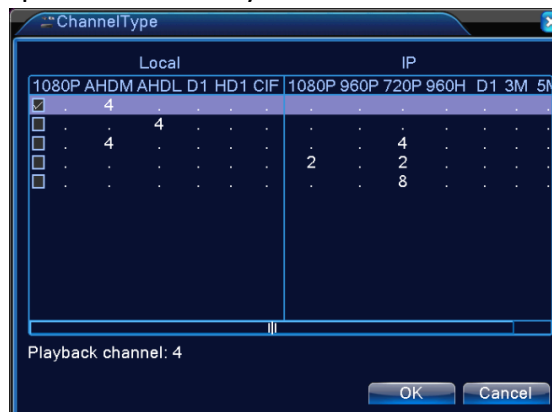 ChannelType
Local IP
1080P AHDM AHDL D1 HD1 CIF 1080P 960P 720P 960H D1 3M
. 4 . . . . . . . . . . .
. . 4 . . . . . . . . . .
. 4 . . . . . . 4 . . . .
. . . . . . 2 . 2 . . . .
. . . . . . . . 8 . . . .
Playback channel: 4
OK Cancel